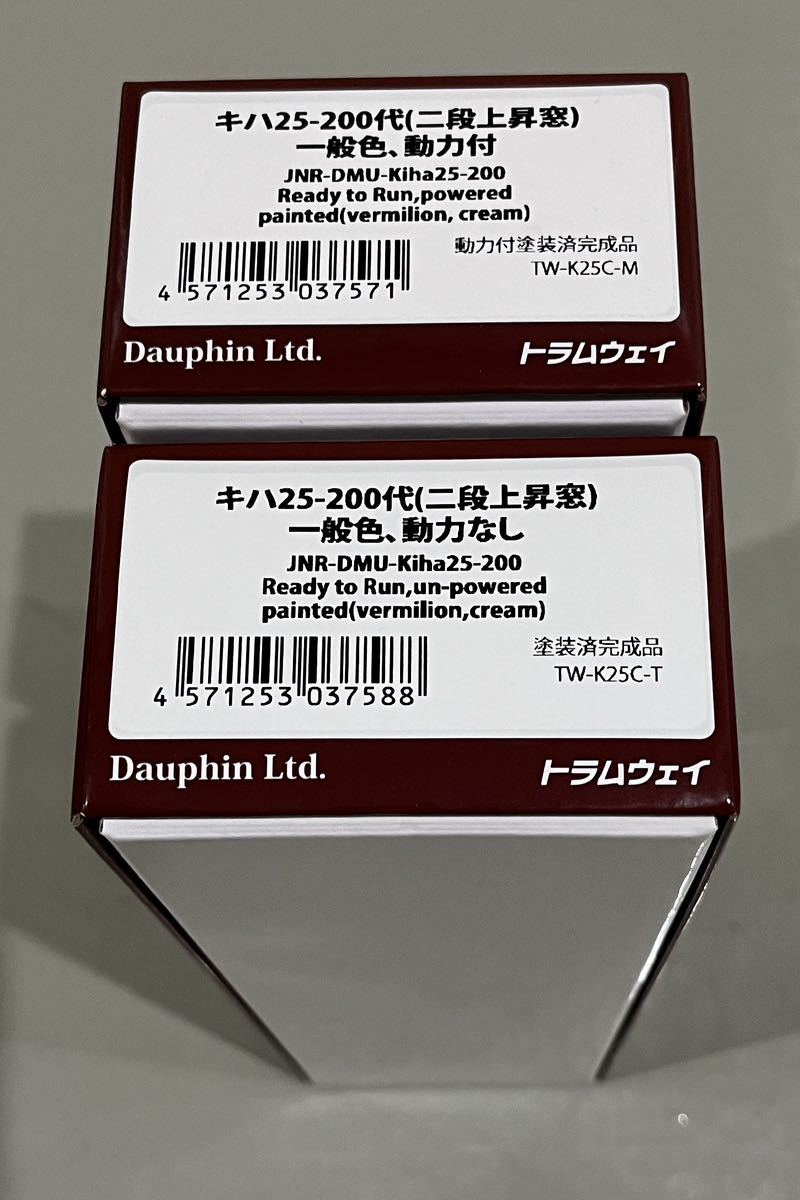 キハ25-200代(二段上昇窓)
一般色、動力付
JNR-DMU-Kiha25-200
Ready to Run,powered
painted(vermilion, cream)
動力付塗装済完成品
TW-K25C-M
4 571253 037571
Dauphin Ltd.
トラムウェイ
キハ25-200代(二段上昇窓)
一般色、動力なし
JNR-DMU-Kiha25-200
Ready to Run,un-powered
painted(vermilion,cream)
塗装済完成品
TW-K25C-T
4 571253 037588
Dauphin Ltd.
トラムウェイ